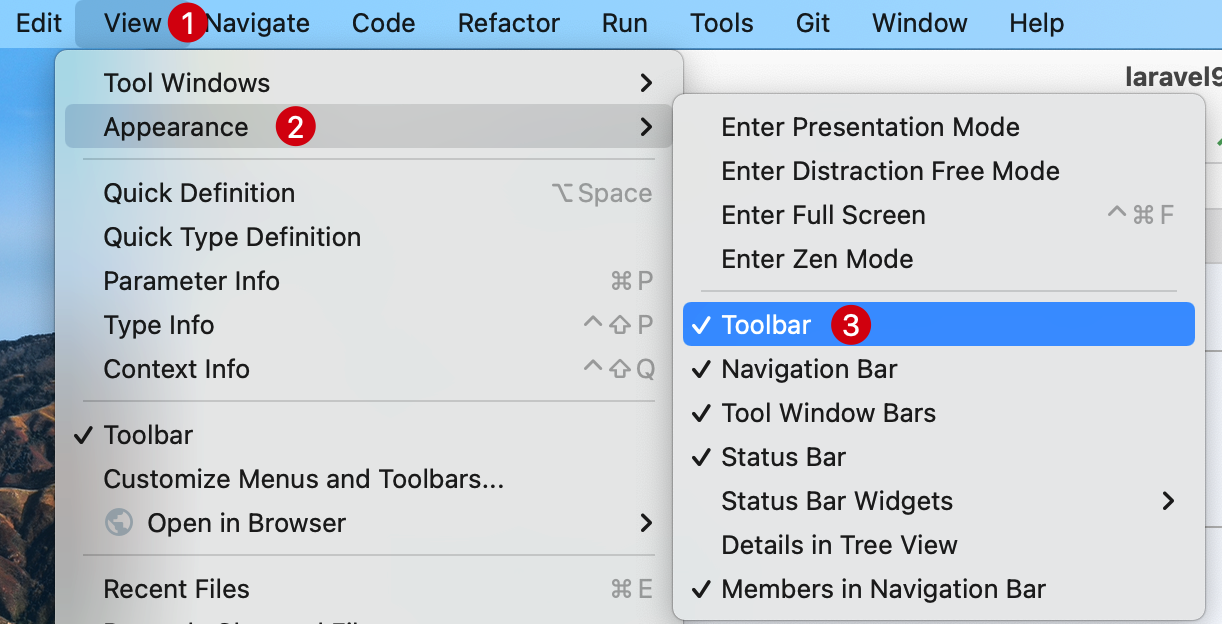 Edit View 1 Navigate Code Refactor Run Tools Git Window Help
laravel9
Tool Windows
Appearance 2
Quick Definition ⌥ Space
Quick Type Definition
Parameter Info ⌘ P
Type Info ^ ⇧ P
Context Info ^ ⇧ Q
✓ Toolbar
Customize Menus and Toolbars...
Open in Browser
Recent Files ⌘ E
Enter Presentation Mode
Enter Distraction Free Mode
Enter Full Screen ^ ⌘ F
Enter Zen Mode
✓ Toolbar 3
✓ Navigation Bar
✓ Tool Window Bars
✓ Status Bar
Status Bar Widgets
Details in Tree View
✓ Members in Navigation Bar